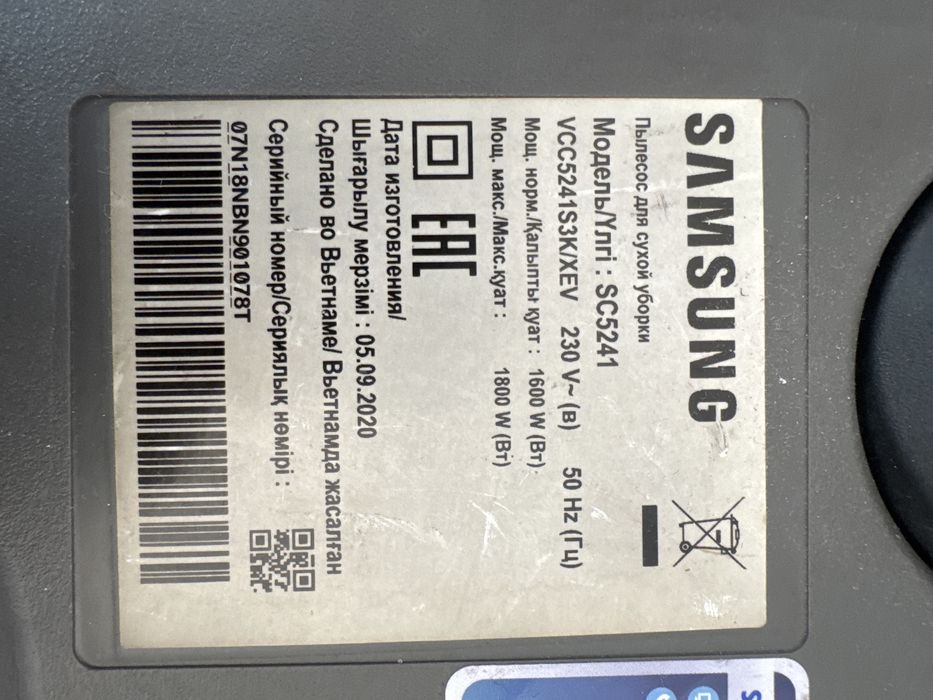 SAMSUNG
Пылесос для сухой уборки
Модель/Үлгі : SC5241
VCC5241S3K/XEV 230 V~ (в) 50 Hz (Гц)
Мощ. норм./Қалыпты қуат : 1600 W (Вт)
Мощ. макс./Макс.қуат : 1800 W (Вт)
EAC
Дата изготовления/
Шығарылу мерзімі : 05.09.2020
Сделано во Вьетнаме/ Вьетнамда жасалған
Серийный номер/Сериялық нөмірі :
07N18NBN901078T
S